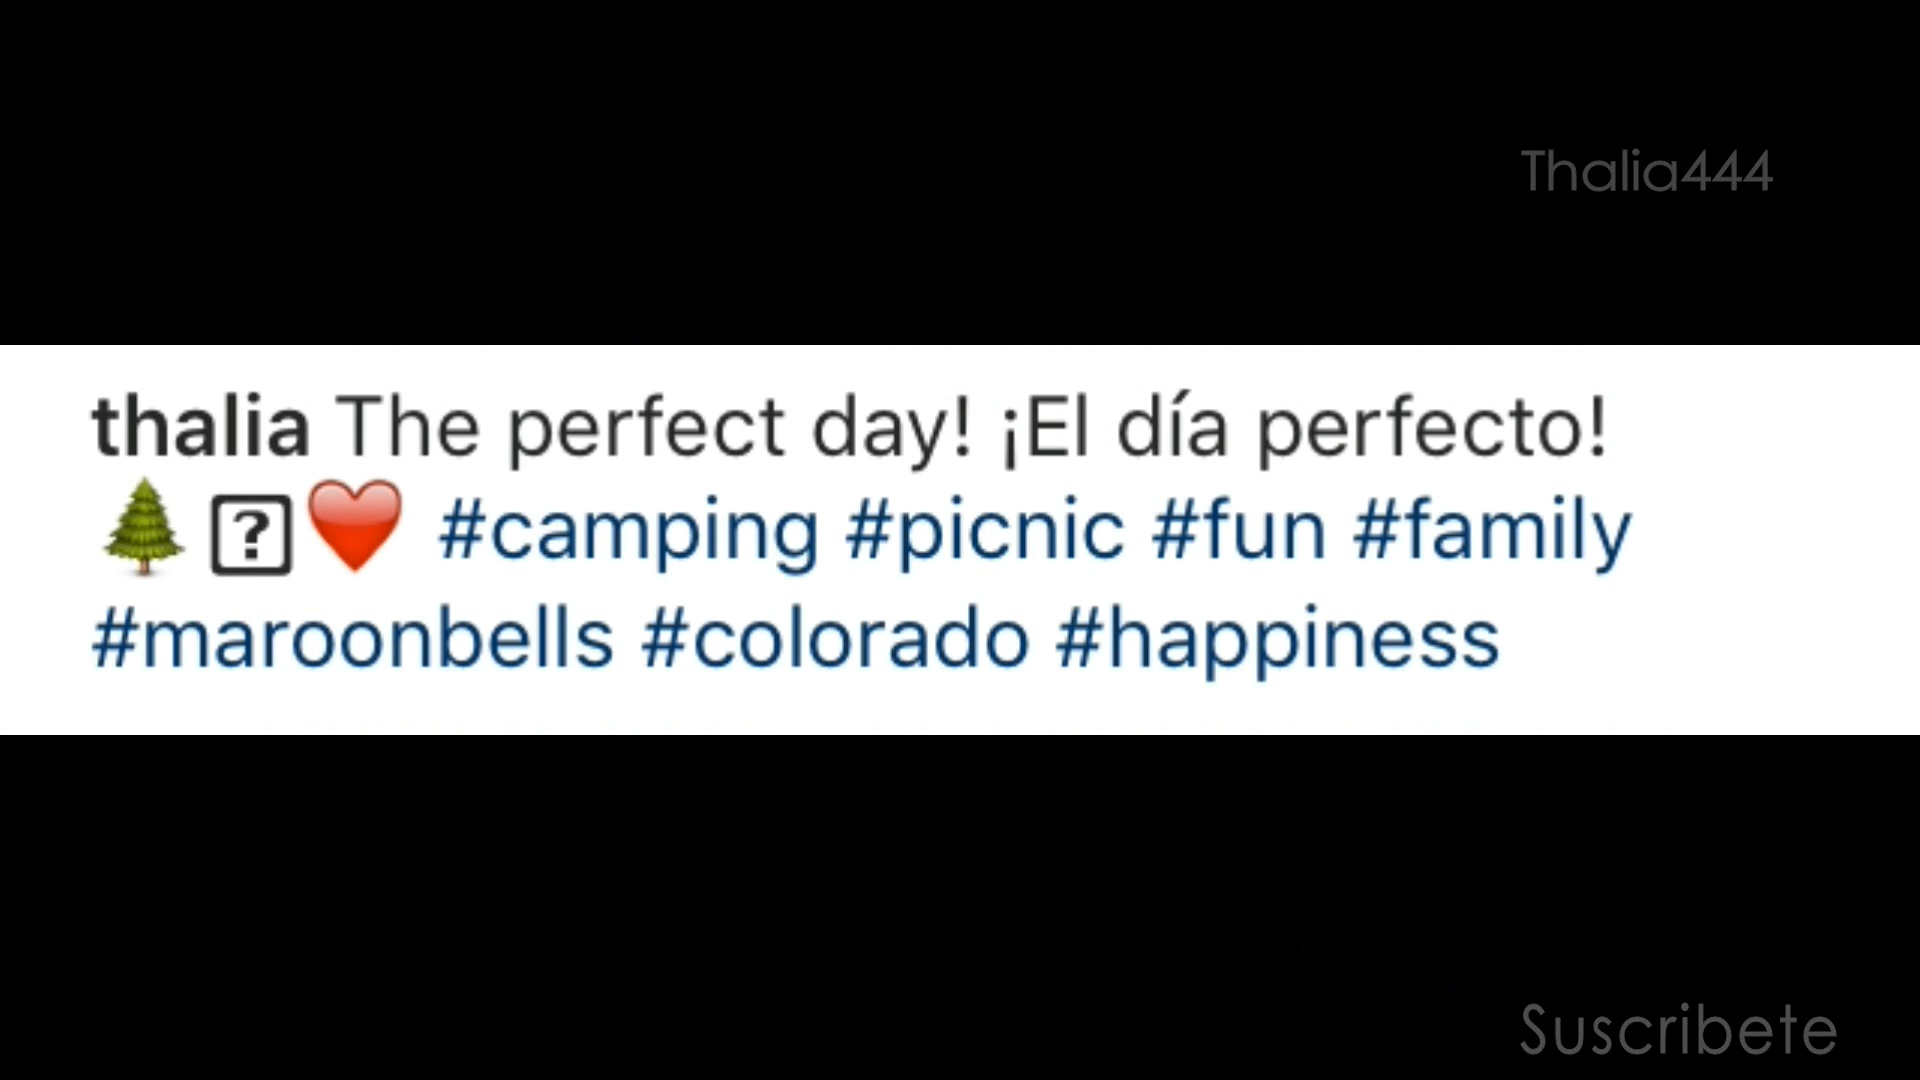 Thalia444
thalia The perfect day! ¡El día perfecto!
🌲 ❤️ #camping #picnic #fun #family
#maroonbells #colorado #happiness
Suscribete